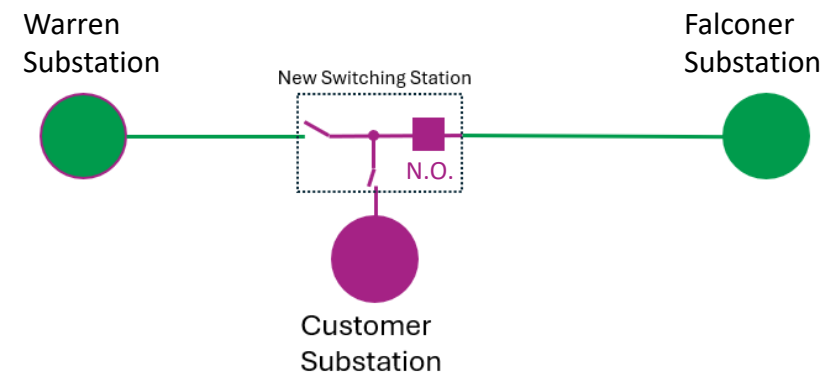 Warren
Substation
Falconer
Substation
New Switching Station
N.O.
Customer
Substation